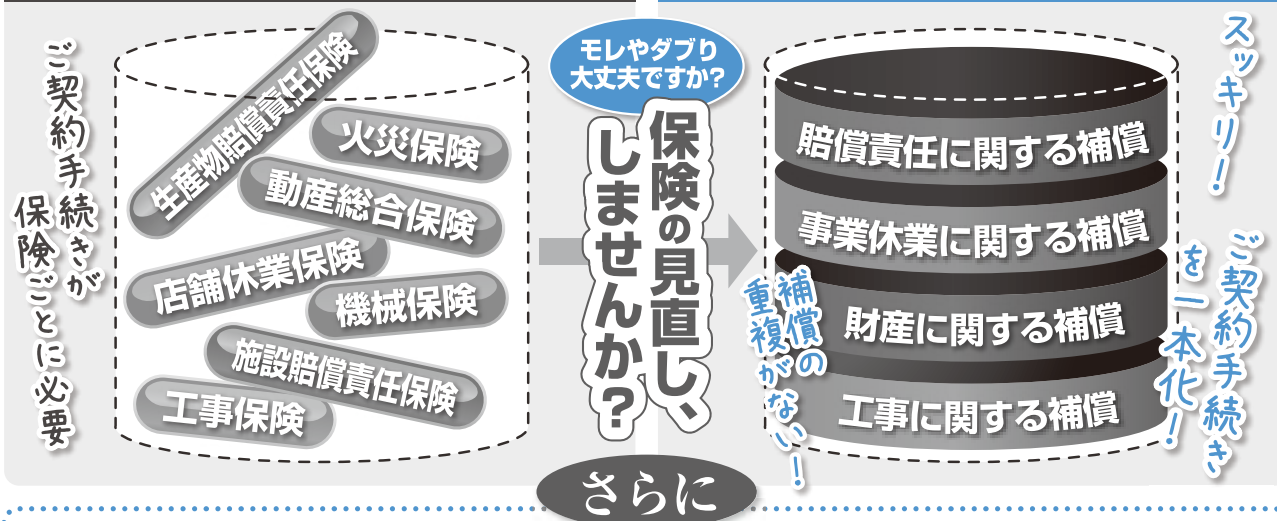 ご契約手続きが
保険ごとに必要
生産物賠償責任保険
火災保険
動産総合保険
店舗休業保険
機械保険
施設賠償責任保険
工事保険
モレやダブり
大丈夫ですか?
保険の見直し、
しませんか?
スッキリ!
ご契約手続き
を一本化!
賠償責任に関する補償
事業休業に関する補償
財産に関する補償
工事に関する補償
補償の
重複がない!
さらに